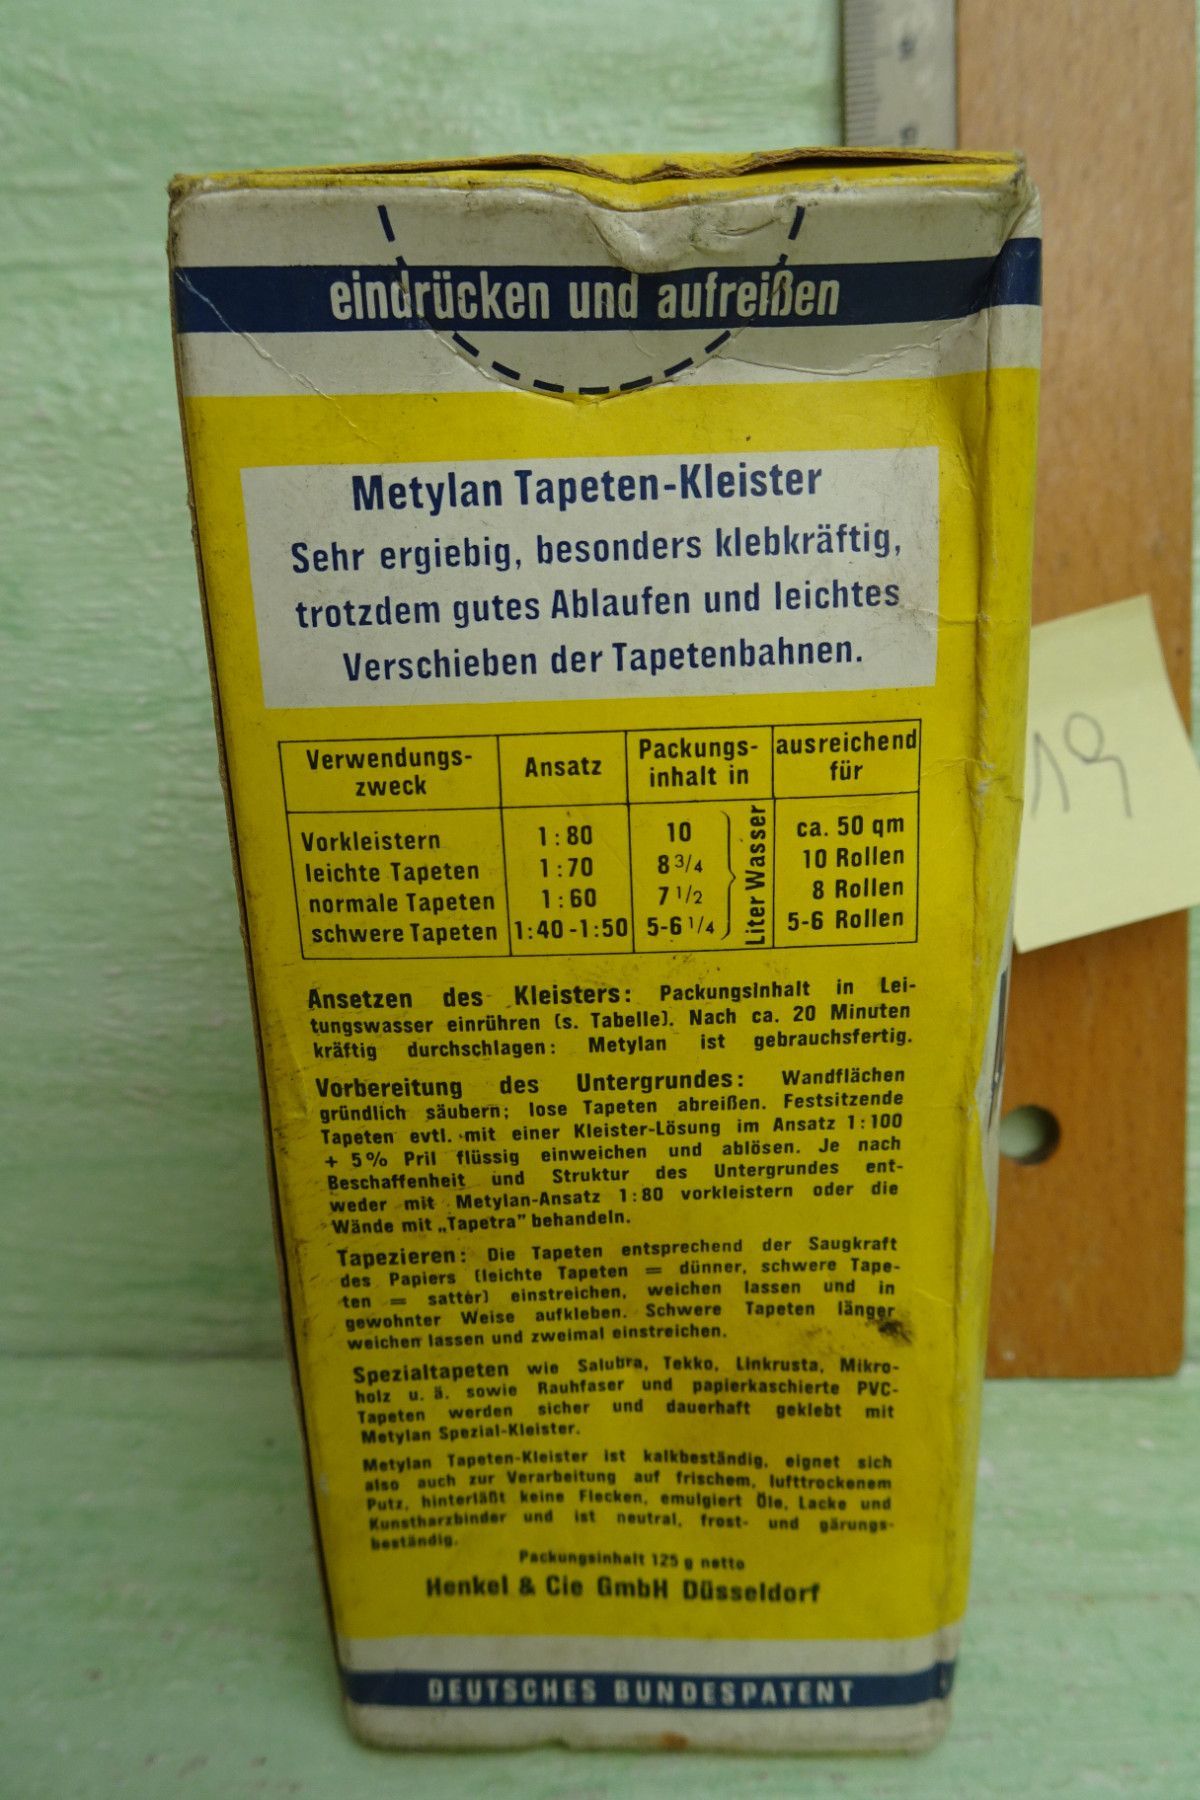 eindrücken und aufreißen
Metylan Tapeten-Kleister
Sehr ergiebig, besonders klebkräftig,
trotzdem gutes Ablaufen und leichtes
Verschieben der Tapetenbahnen.
Verwendungs-zweck Ansatz Packungs-inhalt in ausreichend für
Vorkleistern 1:80 10 ca. 50 qm
leichte Tapeten 1:70 8 3/4 10 Rollen
normale Tapeten 1:60 7 1/2 8 Rollen
schwere Tapeten 1:40-1:50 5-6 1/4 5-6 Rollen
Liter Wasser
Ansetzen des Kleisters: Packungsinhalt in Lei-
tungswasser einrühren (s. Tabelle). Nach ca. 20 Minuten
kräftig durchschlagen: Metylan ist gebrauchsfertig.
Vorbereitung des Untergrundes: Wandflächen
gründlich säubern; lose Tapeten abreißen. Festsitzende
Tapeten evtl. mit einer Kleister-Lösung im Ansatz 1:100
+ 5% Pril flüssig einweichen und ablösen. Je nach
Beschaffenheit und Struktur des Untergrundes ent-
weder mit Metylan-Ansatz 1:80 vorkleistern oder die
Wände mit „Tapetra" behandeln.
Tapezieren: Die Tapeten entsprechend der Saugkraft
des Papiers (leichte Tapeten = dünner, schwere Tape-
ten = satter) einstreichen, weichen lassen und in
gewohnter Weise aufkleben. Schwere Tapeten länger
weichen lassen und zweimal einstreichen.
Spezialtapeten wie Salubra, Tekko, Linkrusta, Mikro-
holz u. ä. sowie Rauhfaser und papierkaschierte PVC-
Tapeten werden sicher und dauerhaft geklebt mit
Metylan Spezial-Kleister.
Metylan Tapeten-Kleister ist kalkbeständig, eignet sich
also auch zur Verarbeitung auf frischem, lufttrockenem
Putz, hinterläßt keine Flecken, emulgiert Öle, Lacke und
Kunstharzbinder und ist neutral, frost- und gärungs-
beständig.
Packungsinhalt 125 g netto
Henkel & Cie GmbH Düsseldorf
DEUTSCHES BUNDESPATENT
19